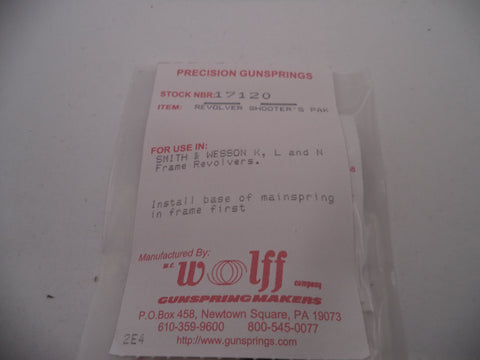 PRECISION GUNSPRINGS
STOCK NBR: 17120
ITEM: REVOLVER SHOOTER'S PAK
FOR USE IN:
SMITH & WESSON K, L and N
Frame Revolvers.
Install base of mainspring
in frame first
Manufactured By:
W.C. Wolff company
GUNSPRINGMAKERS
P.O.Box 458, Newtown Square, PA 19073
610-359-9600 800-545-0077
2E4 http://www.gunsprings.com